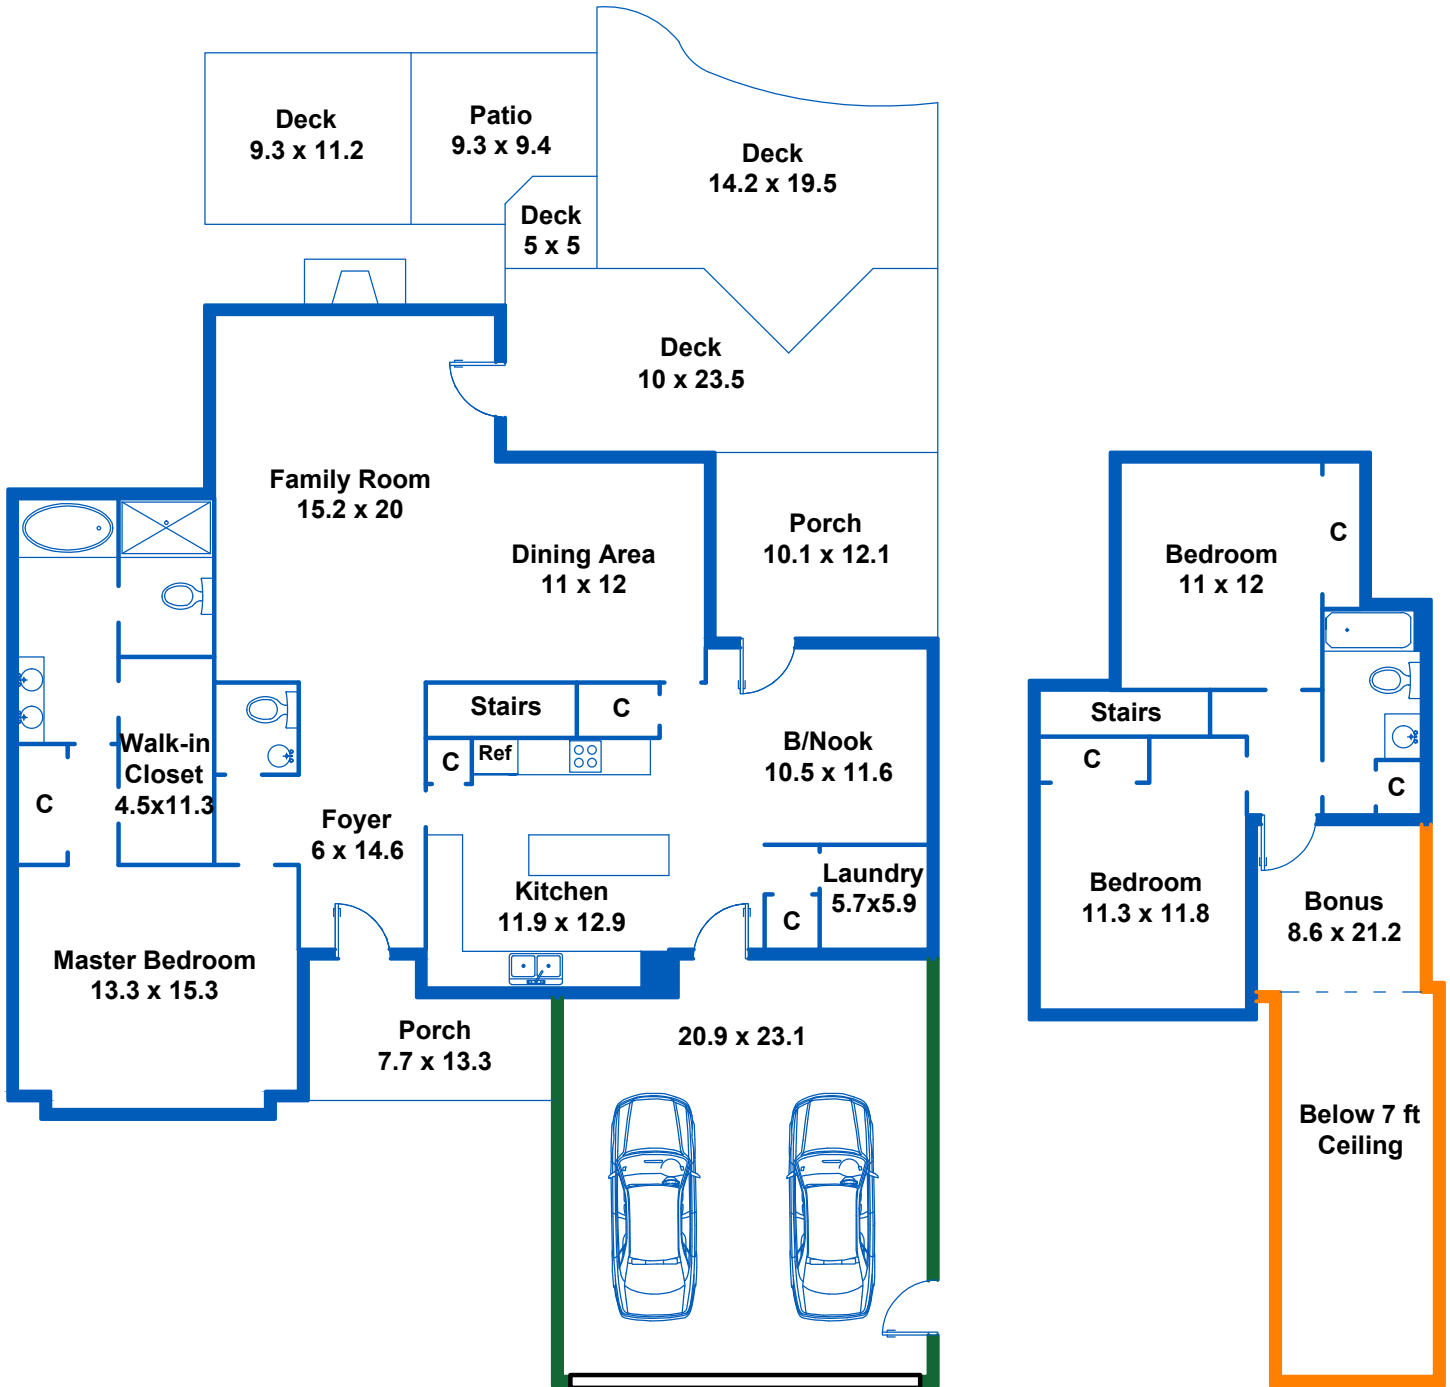 Deck
9.3 x 11.2
Patio
9.3 x 9.4
Deck
14.2 x 19.5
Deck
5 x 5
Deck
10 x 23.5
Family Room
15.2 x 20
Dining Area
11 x 12
Porch
10.1 x 12.1
Stairs
C
Walk-in
Closet
4.5x11.3
C
C
Ref
B/Nook
10.5 x 11.6
Foyer
6 x 14.6
Kitchen
11.9 x 12.9
Laundry
5.7x5.9
C
Master Bedroom
13.3 x 15.3
Porch
7.7 x 13.3
20.9 x 23.1
Bedroom
11 x 12
C
Stairs
C
C
Bedroom
11.3 x 11.8
Bonus
8.6 x 21.2
Below 7 ft
Ceiling